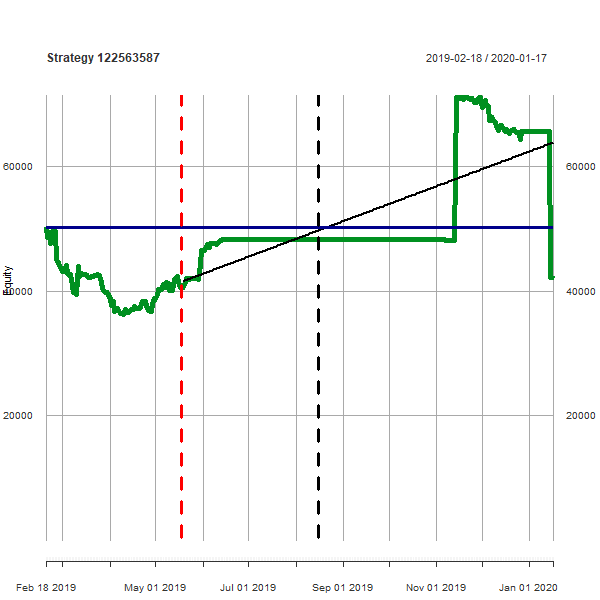 Strategy 122563587
2019-02-18 / 2020-01-17
60000
60000
Equity
40000
40000
20000
20000
Feb 18 2019
May 01 2019
Jul 01 2019
Sep 01 2019
Nov 01 2019
Jan 01 2020